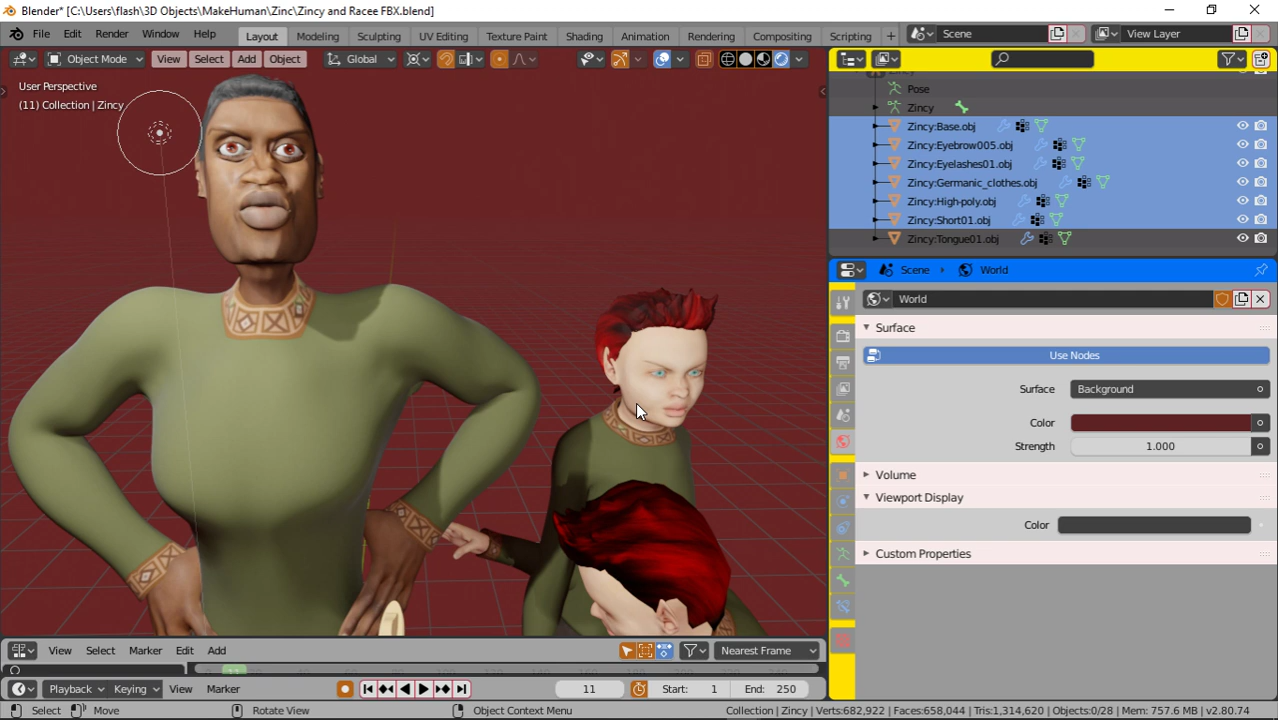 Blender* [C:\Users\flash\3D Objects\MakeHuman\Zinc\Zincy and Racee FBX.blend]
File Edit Render Window Help Layout Modeling Sculpting UV Editing Texture Paint Shading Animation Rendering Compositing Scripting + Scene View Layer
Object Mode View Select Add Object Global
User Perspective
(11) Collection | Zincy
Pose
Zincy
Zincy:Base.obj
Zincy:Eyebrow005.obj
Zincy:Eyelashes01.obj
Zincy:Germanic_clothes.obj
Zincy:High-poly.obj
Zincy:Short01.obj
Zincy:Tongue01.obj
Scene World
World
Surface
Use Nodes
Surface Background
Color
Strength 1.000
Volume
Viewport Display
Color
Custom Properties
View Select Marker Edit Add Nearest Frame
Playback Keying View Marker 11 Start: 1 End: 250
Select Move Rotate View Object Context Menu Collection | Zincy | Verts:682,922 | Faces:658,044 | Tris:1,314,620 | Objects:0/28 | Mem: 757.6 MB | v2.80.74